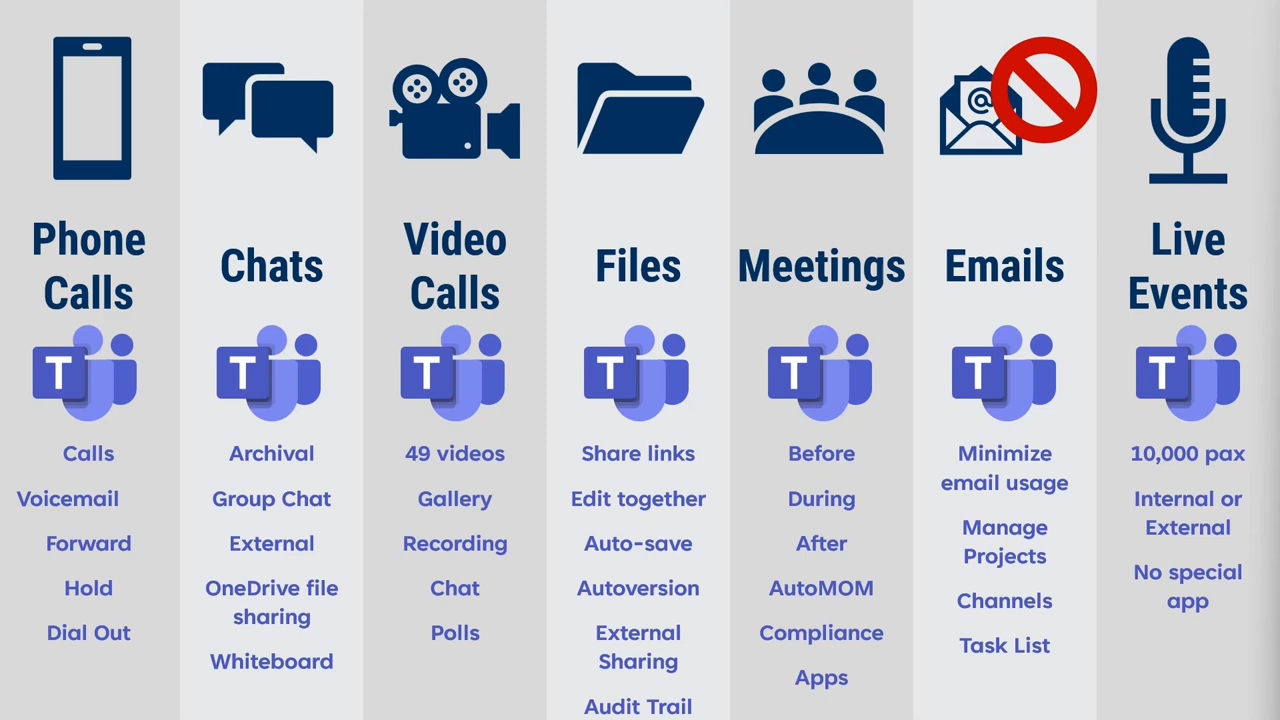 Phone
Calls
T
Calls
Voicemail
Forward
Hold
Dial Out
Chats
T
Archival
Group Chat
External
OneDrive file
sharing
Whiteboard
Video
Calls
T
49 videos
Gallery
Recording
Chat
Polls
Files
T
Share links
Edit together
Auto-save
Autoversion
External
Sharing
Audit Trail
Meetings
T
Before
During
After
AutoMOM
Compliance
Apps
@
Emails
T
Minimize
email usage
Manage
Projects
Channels
Task List
Live
Events
T
10,000 pax
Internal or
External
No special
app